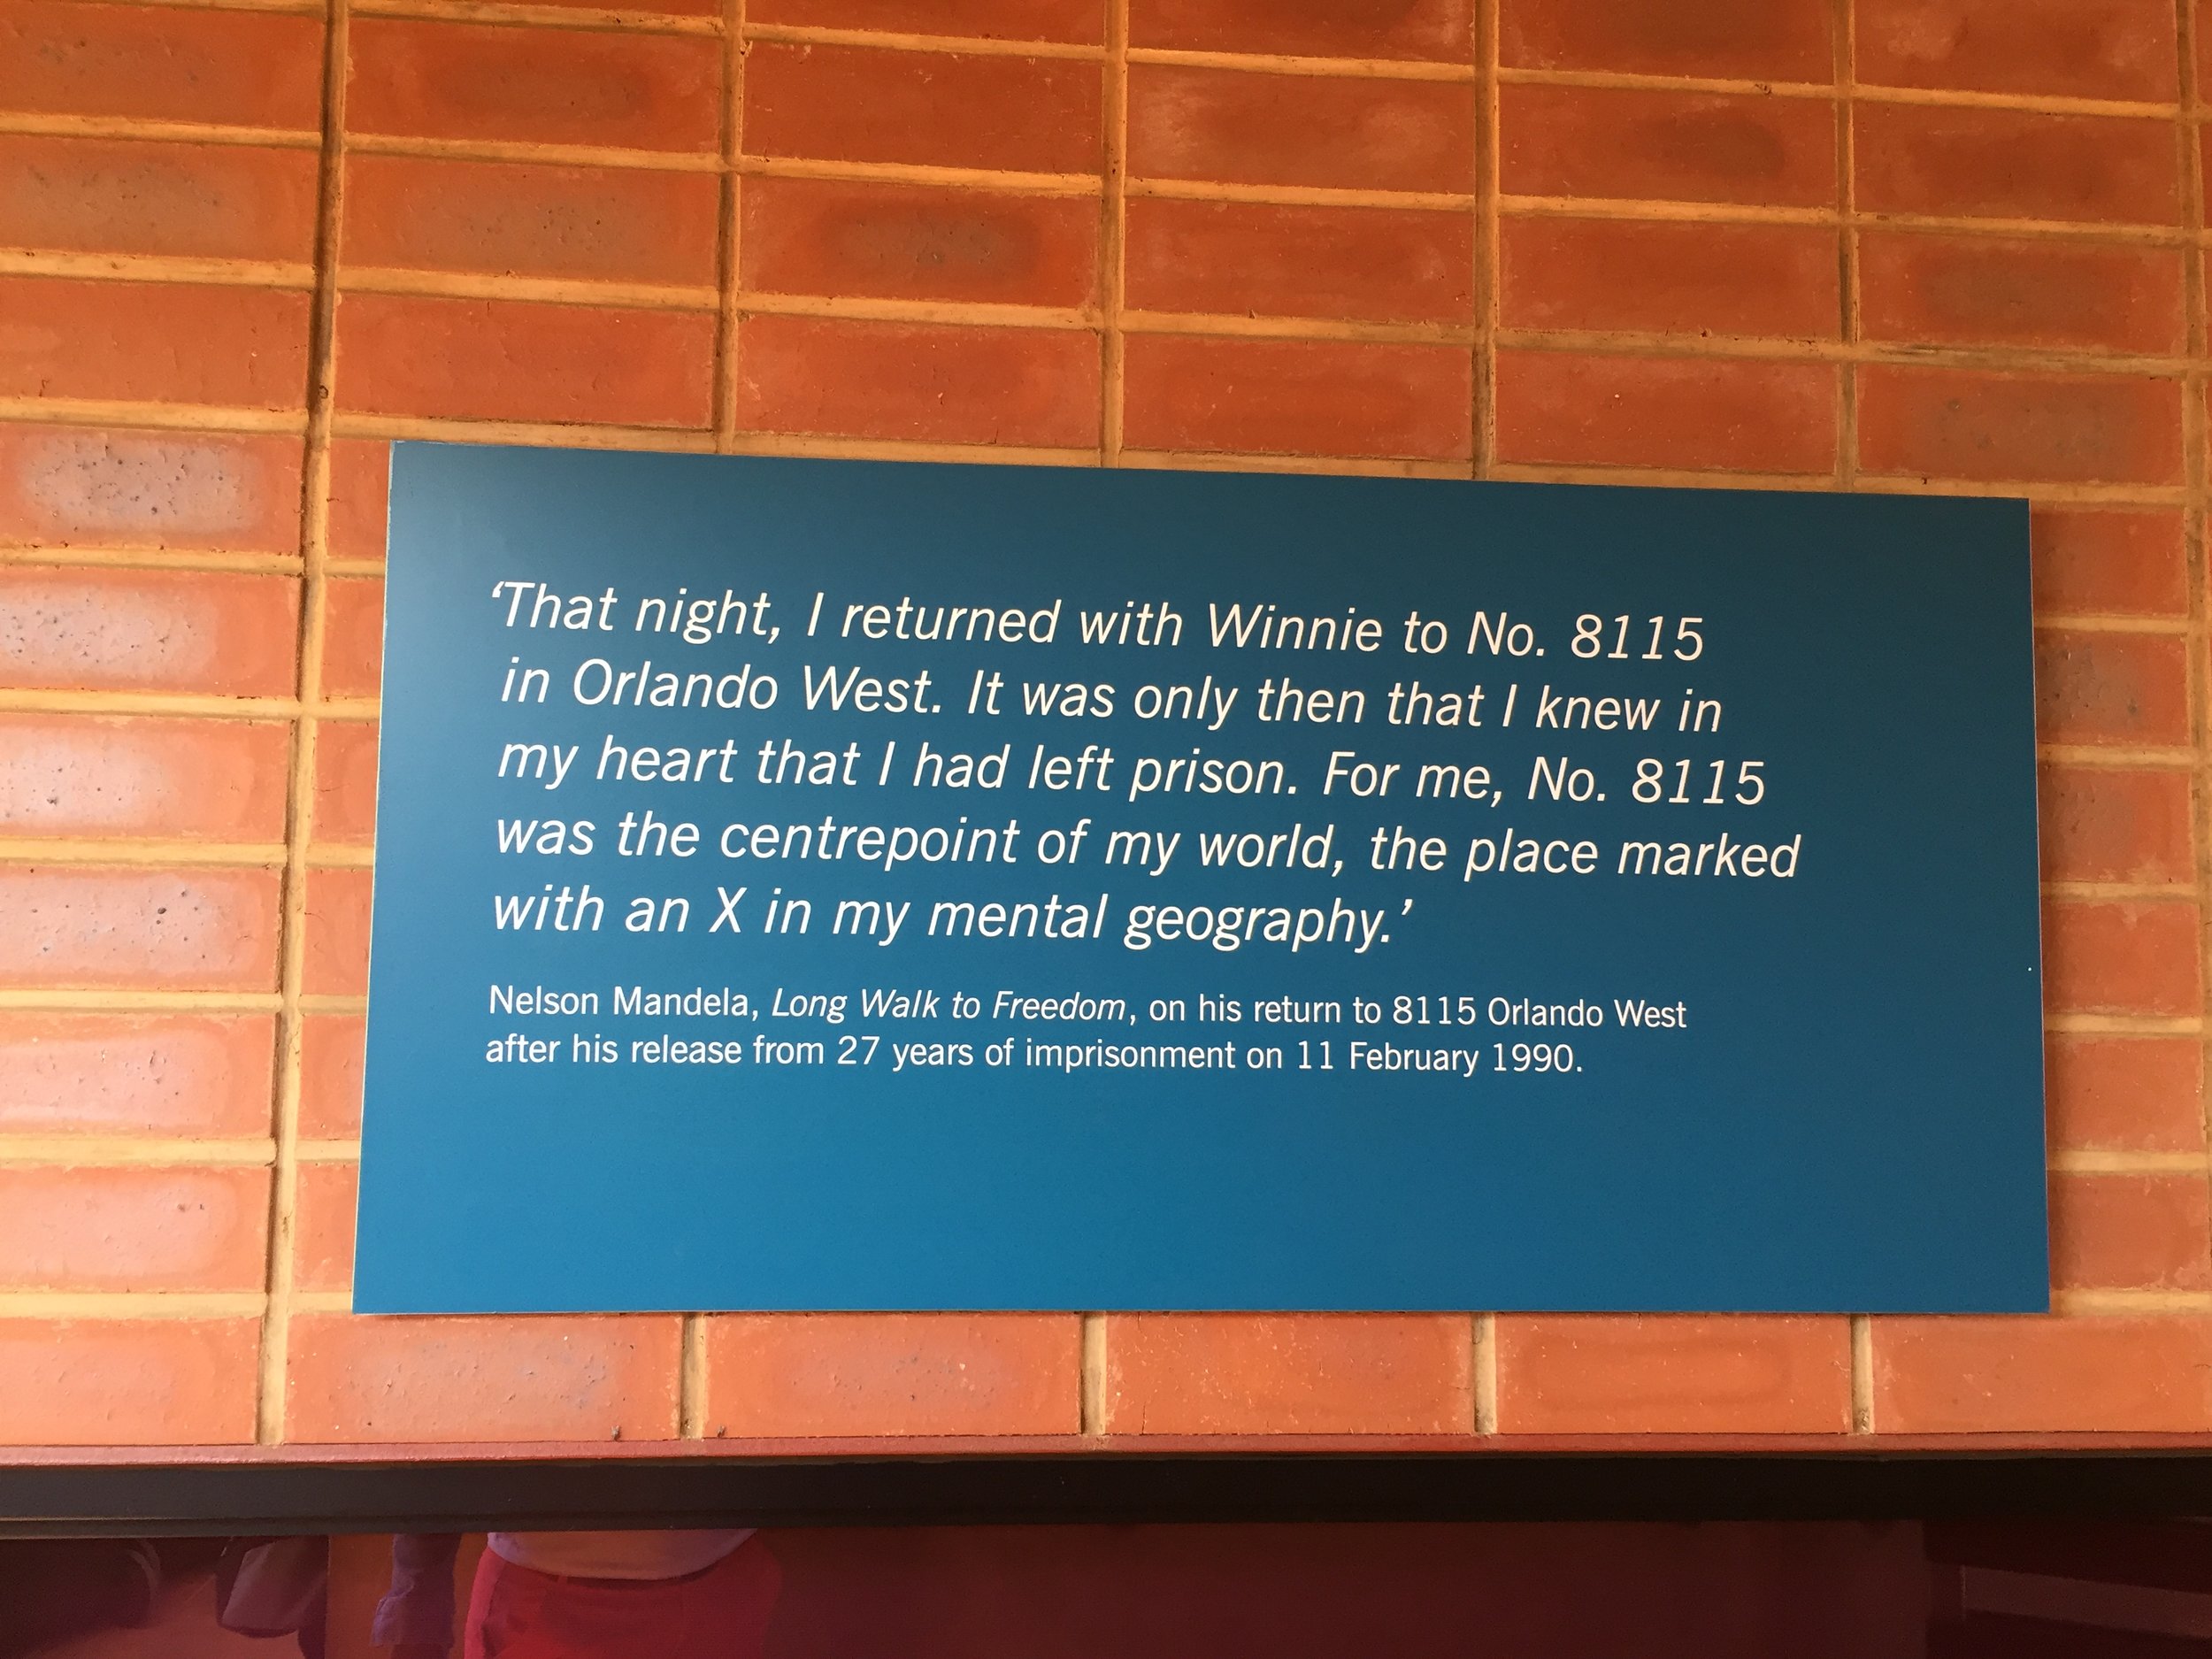 ‘That night, I returned with Winnie to No. 8115
in Orlando West. It was only then that I knew in
my heart that I had left prison. For me, No. 8115
was the centrepoint of my world, the place marked
with an X in my mental geography.’
Nelson Mandela, Long Walk to Freedom, on his return to 8115 Orlando West
after his release from 27 years of imprisonment on 11 February 1990.